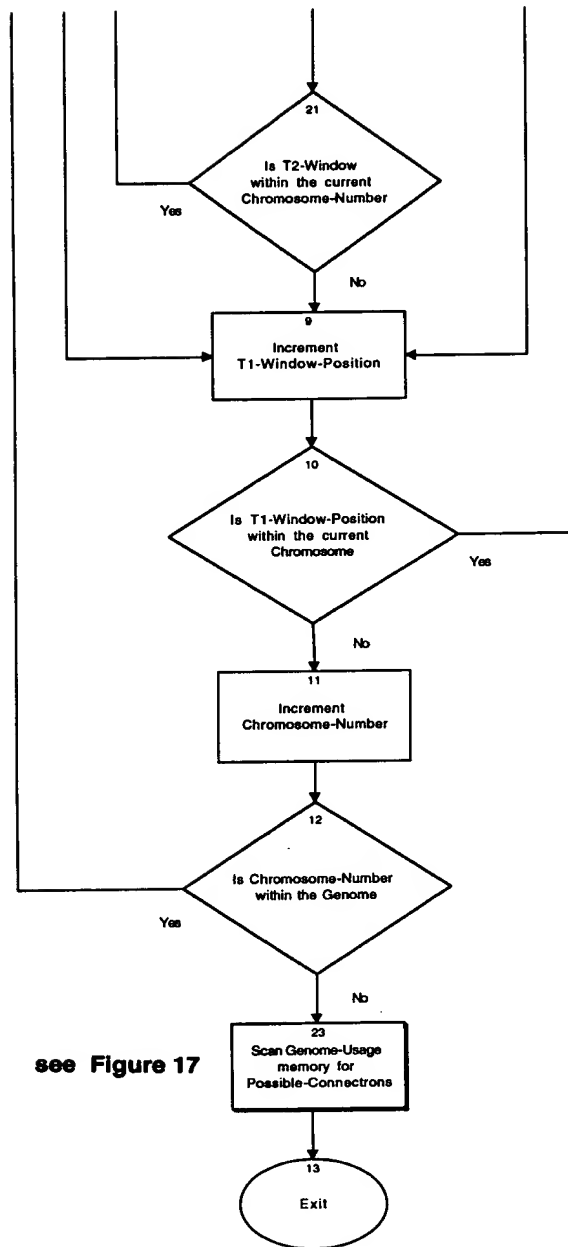 21
Is T2-Window
within the current
Chromosome-Number
Yes
No
9
Increment
T1-Window-Position
10
Is T1-Window-Position
within the current
Chromosome
Yes
No
11
Increment
Chromosome-Number
12
Is Chromosome-Number
within the Genome
Yes
No
see Figure 17
23
Scan Genome-Usage
memory for
Possible-Connectrons
13
Exit